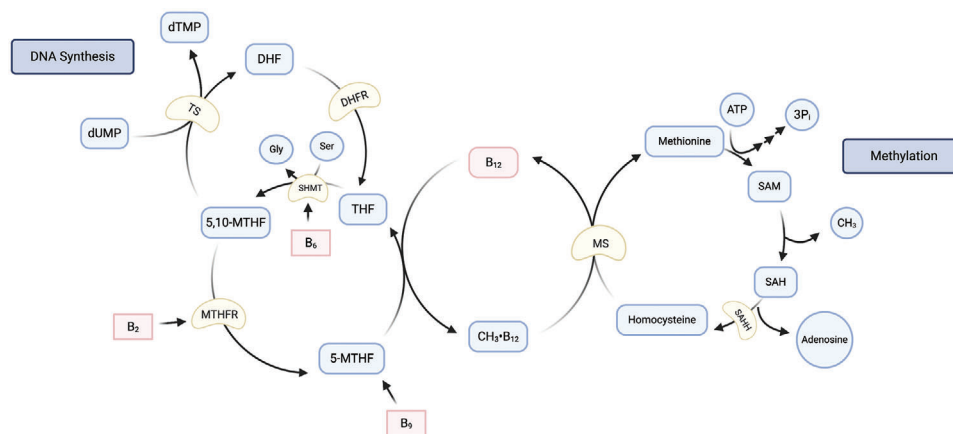 dTMP
DNA Synthesis
DHF
TS
DHFR
ATP
3Pᵢ
dUMP
Gly
Ser
Methionine
B₁₂
Methylation
SHMT
SAM
THF
5,10-MTHF
CH₃
B₆
MS
SAH
MTHFR
B₂
Homocysteine
SAHH
CH₃•B₁₂
Adenosine
5-MTHF
B₉